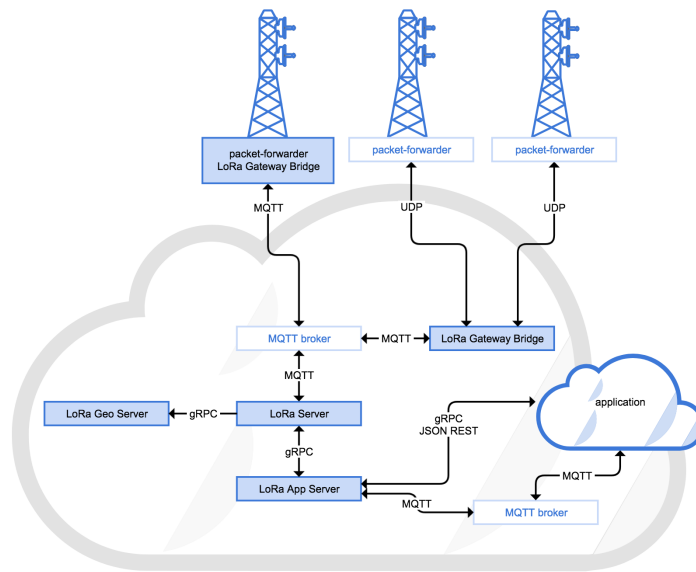 packet-forwarder
LoRa Gateway Bridge
packet-forwarder
packet-forwarder
MQTT
UDP
UDP
MQTT broker
MQTT
LoRa Gateway Bridge
MQTT
LoRa Geo Server
gRPC
LoRa Server
gRPC
JSON REST
application
gRPC
LoRa App Server
MQTT
MQTT
MQTT broker